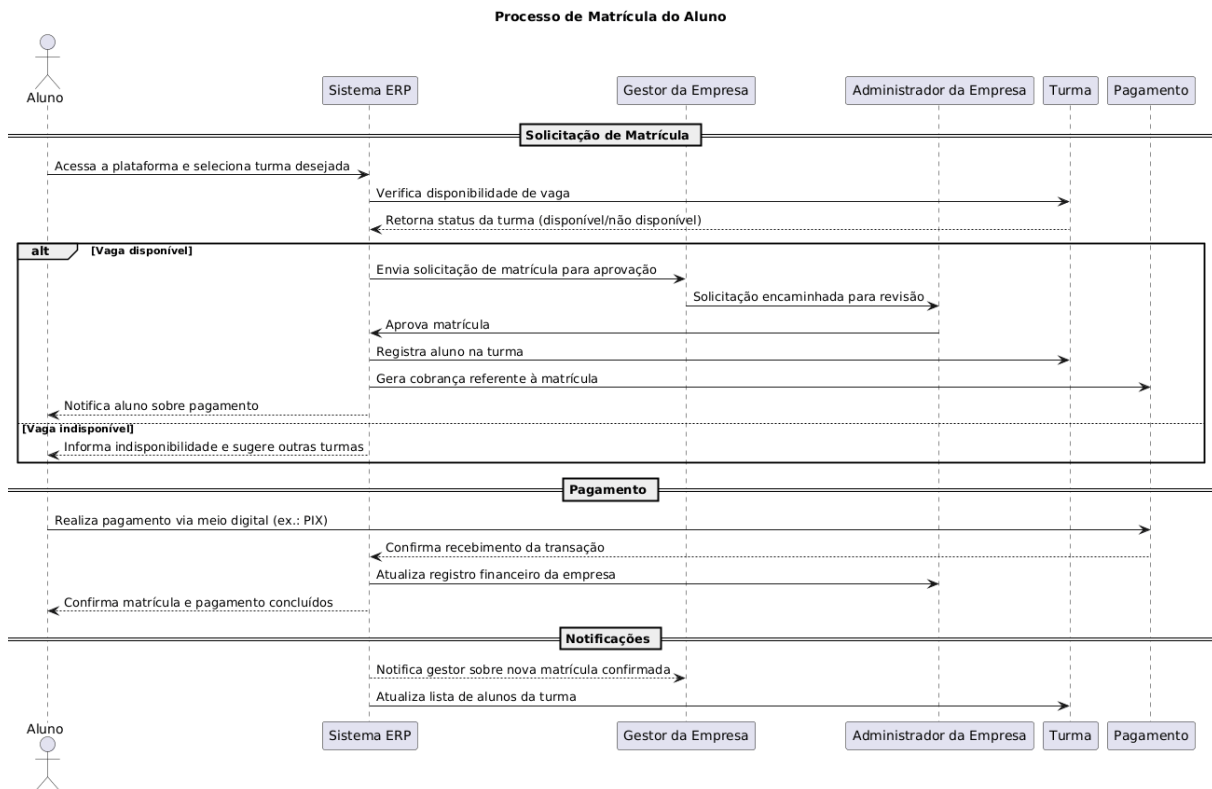 Processo de Matrícula do Aluno
Aluno
Sistema ERP
Gestor da Empresa
Administrador da Empresa
Turma
Pagamento
Solicitação de Matrícula
Acessa a plataforma e seleciona turma desejada
Verifica disponibilidade de vaga
Retorna status da turma (disponível/não disponível)
alt
[Vaga disponível]
Envia solicitação de matrícula para aprovação
Solicitação encaminhada para revisão
Aprova matrícula
Registra aluno na turma
Gera cobrança referente à matrícula
Notifica aluno sobre pagamento
[Vaga indisponível]
Informa indisponibilidade e sugere outras turmas
Pagamento
Realiza pagamento via meio digital (ex.: PIX)
Confirma recebimento da transação
Atualiza registro financeiro da empresa
Confirma matrícula e pagamento concluídos
Notificações
Notifica gestor sobre nova matrícula confirmada
Atualiza lista de alunos da turma
Aluno
Sistema ERP
Gestor da Empresa
Administrador da Empresa
Turma
Pagamento